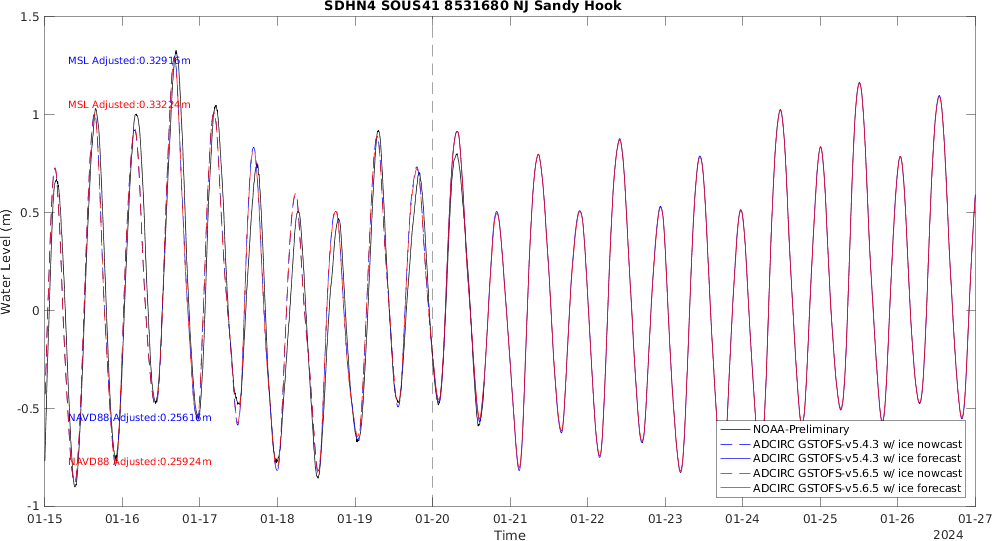 SDHN4 SOUS41 8531680 NJ Sandy Hook
Water Level (m)
1.5
1
0.5
0
-0.5
-1
MSL Adjusted:0.32915m
MSL Adjusted:0.33224m
NAVD88 Adjusted:0.25616m
NAVD88 Adjusted:0.25924m
NOAA-Preliminary
ADCIRC GSTOFS-v5.4.3 w/ ice nowcast
ADCIRC GSTOFS-v5.4.3 w/ ice forecast
ADCIRC GSTOFS-v5.6.5 w/ ice nowcast
ADCIRC GSTOFS-v5.6.5 w/ ice forecast
01-15 01-16 01-17 01-18 01-19 01-20 01-21 01-22 01-23 01-24 01-25 01-26 01-27
Time
2024